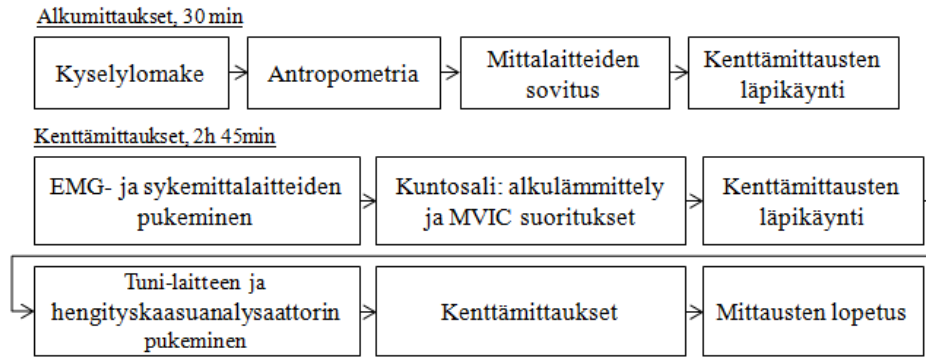 Alkumittaukset, 30 min
Kyselylomake
Antropometria
Mittalaitteiden
sovitus
Kenttämittausten
läpikäynti
Kenttämittaukset, 2h 45min
EMG- ja sykemittalaitteiden
pukeminen
Kuntosali: alkulämmittely
ja MVIC suoritukset
Kenttämittausten
läpikäynti
Tuni-laitteen ja
hengityskaasuanalysaattorin
pukeminen
Kenttämittaukset
Mittausten lopetus